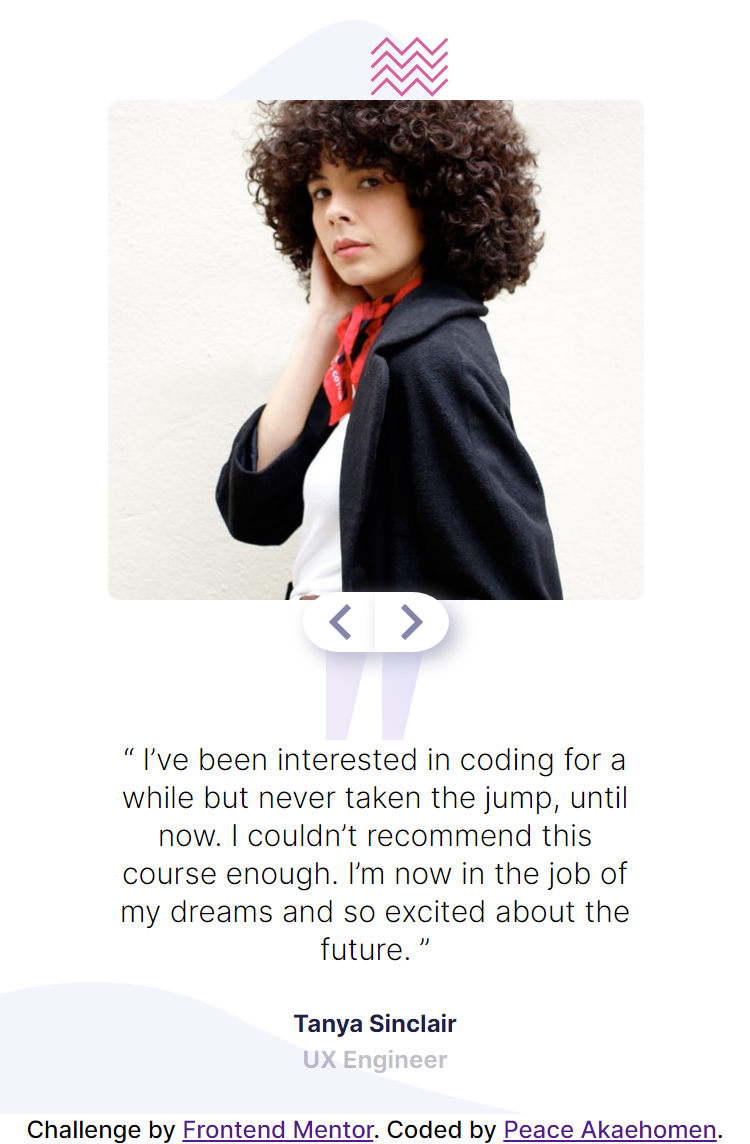 “ I’ve been interested in coding for a
while but never taken the jump, until
now. I couldn’t recommend this
course enough. I’m now in the job of
my dreams and so excited about the
future. ”
Tanya Sinclair
UX Engineer
Challenge by Frontend Mentor. Coded by Peace Akaehomen.